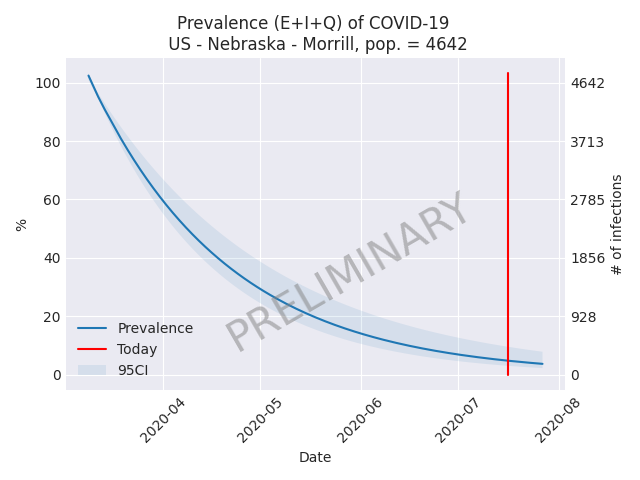 Prevalence (E+I+Q) of COVID-19
US - Nebraska - Morrill, pop. = 4642
100
80
60
40
20
0
%
4642
3713
2785
1856
928
0
# of infections
PRELIMINARY
Prevalence
Today
95CI
2020-04
2020-05
2020-06
2020-07
2020-08
Date